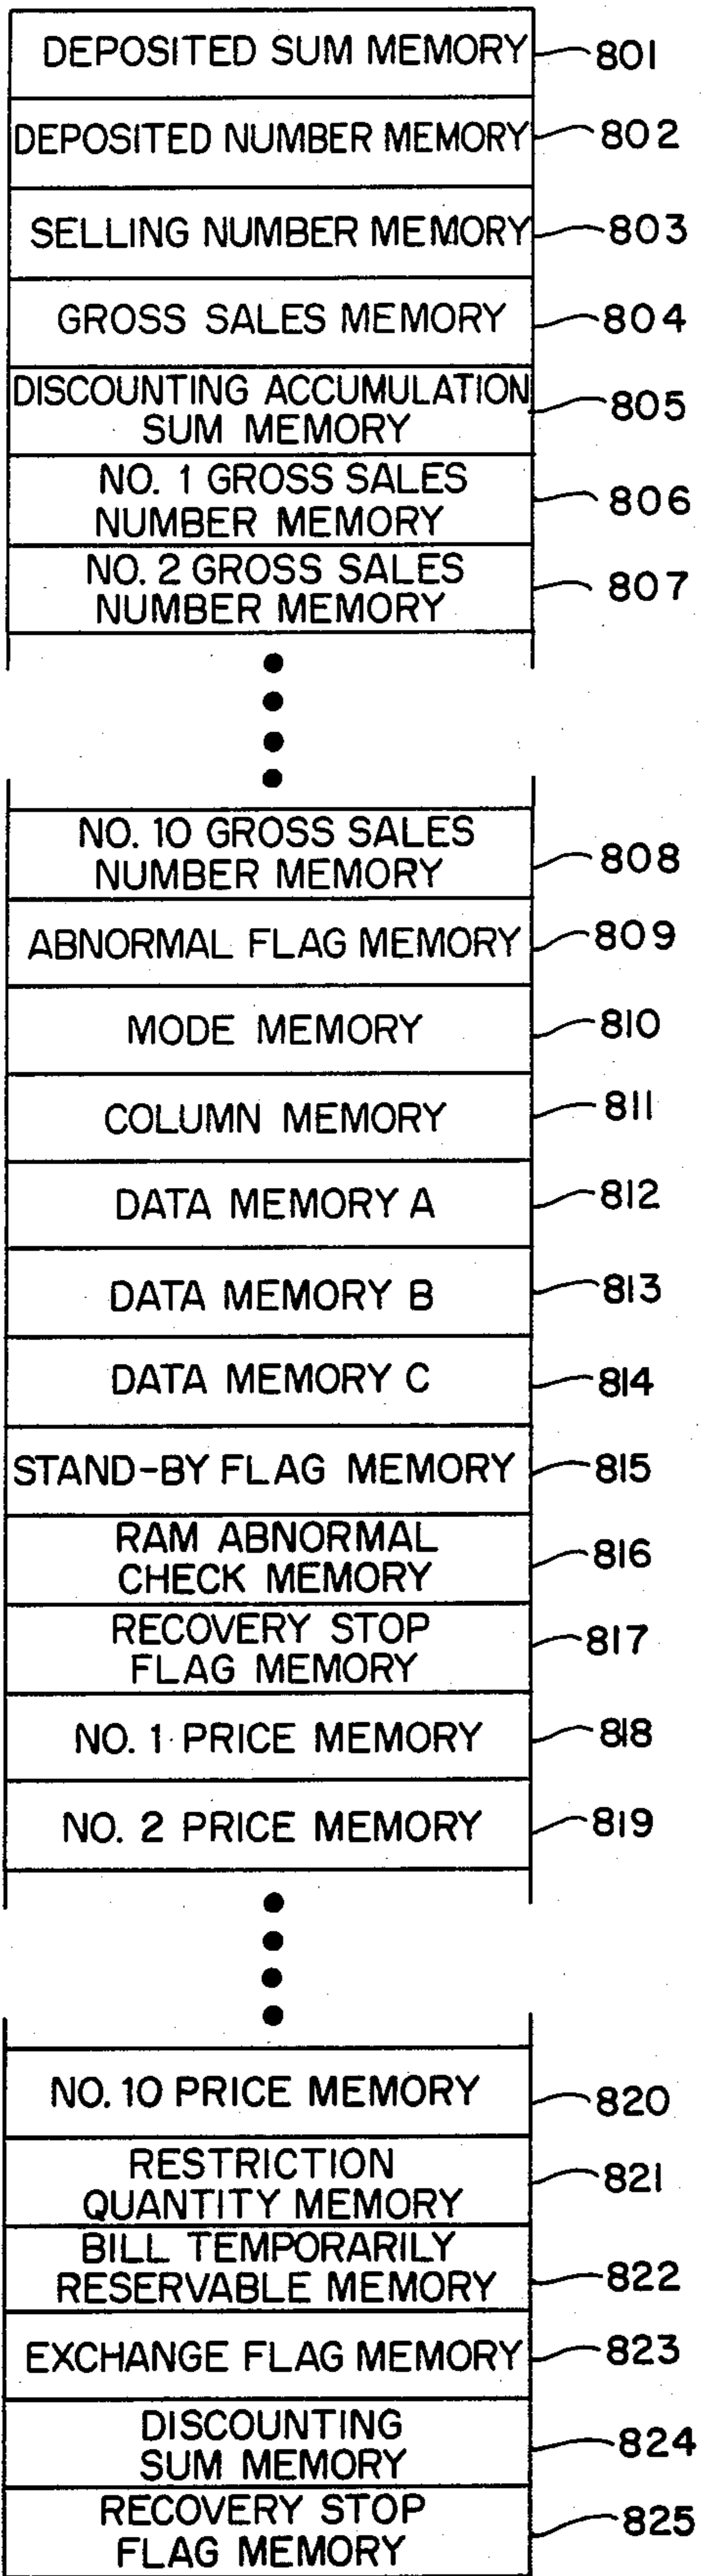 DEPOSITED SUM MEMORY 801
DEPOSITED NUMBER MEMORY 802
SELLING NUMBER MEMORY 803
GROSS SALES MEMORY 804
DISCOUNTING ACCUMULATION
SUM MEMORY 805
NO. 1 GROSS SALES
NUMBER MEMORY 806
NO. 2 GROSS SALES
NUMBER MEMORY 807
NO. 10 GROSS SALES
NUMBER MEMORY 808
ABNORMAL FLAG MEMORY 809
MODE MEMORY 810
COLUMN MEMORY 811
DATA MEMORY A 812
DATA MEMORY B 813
DATA MEMORY C 814
STAND-BY FLAG MEMORY 815
RAM ABNORMAL
CHECK MEMORY 816
RECOVERY STOP
FLAG MEMORY 817
NO. 1 PRICE MEMORY 818
NO. 2 PRICE MEMORY 819
NO. 10 PRICE MEMORY 820
RESTRICTION
QUANTITY MEMORY 821
BILL TEMPORARILY
RESERVABLE MEMORY 822
EXCHANGE FLAG MEMORY 823
DISCOUNTING
SUM MEMORY 824
RECOVERY STOP
FLAG MEMORY 825